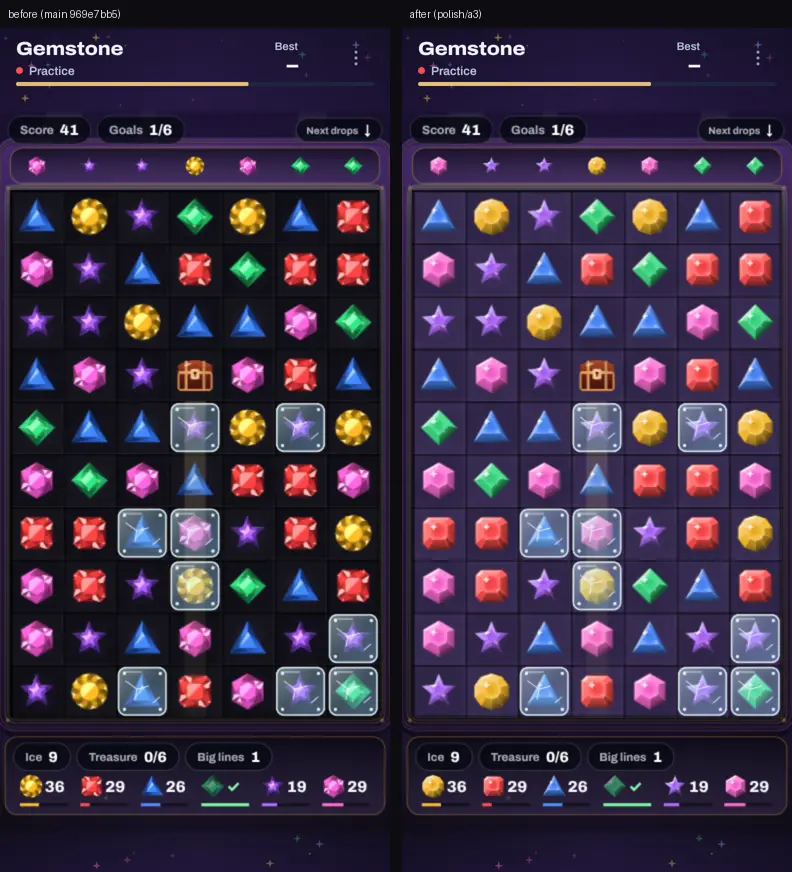 before (main 969e7bb5)
Gemstone
Best
–
Practice
Score 41
Goals 1/6
Next drops ↓
Ice 9
Treasure 0/6
Big lines 1
36 29 26 ✓ 19 29
after (polish/a3)
Gemstone
Best
–
Practice
Score 41
Goals 1/6
Next drops ↓
Ice 9
Treasure 0/6
Big lines 1
36 29 26 ✓ 19 29